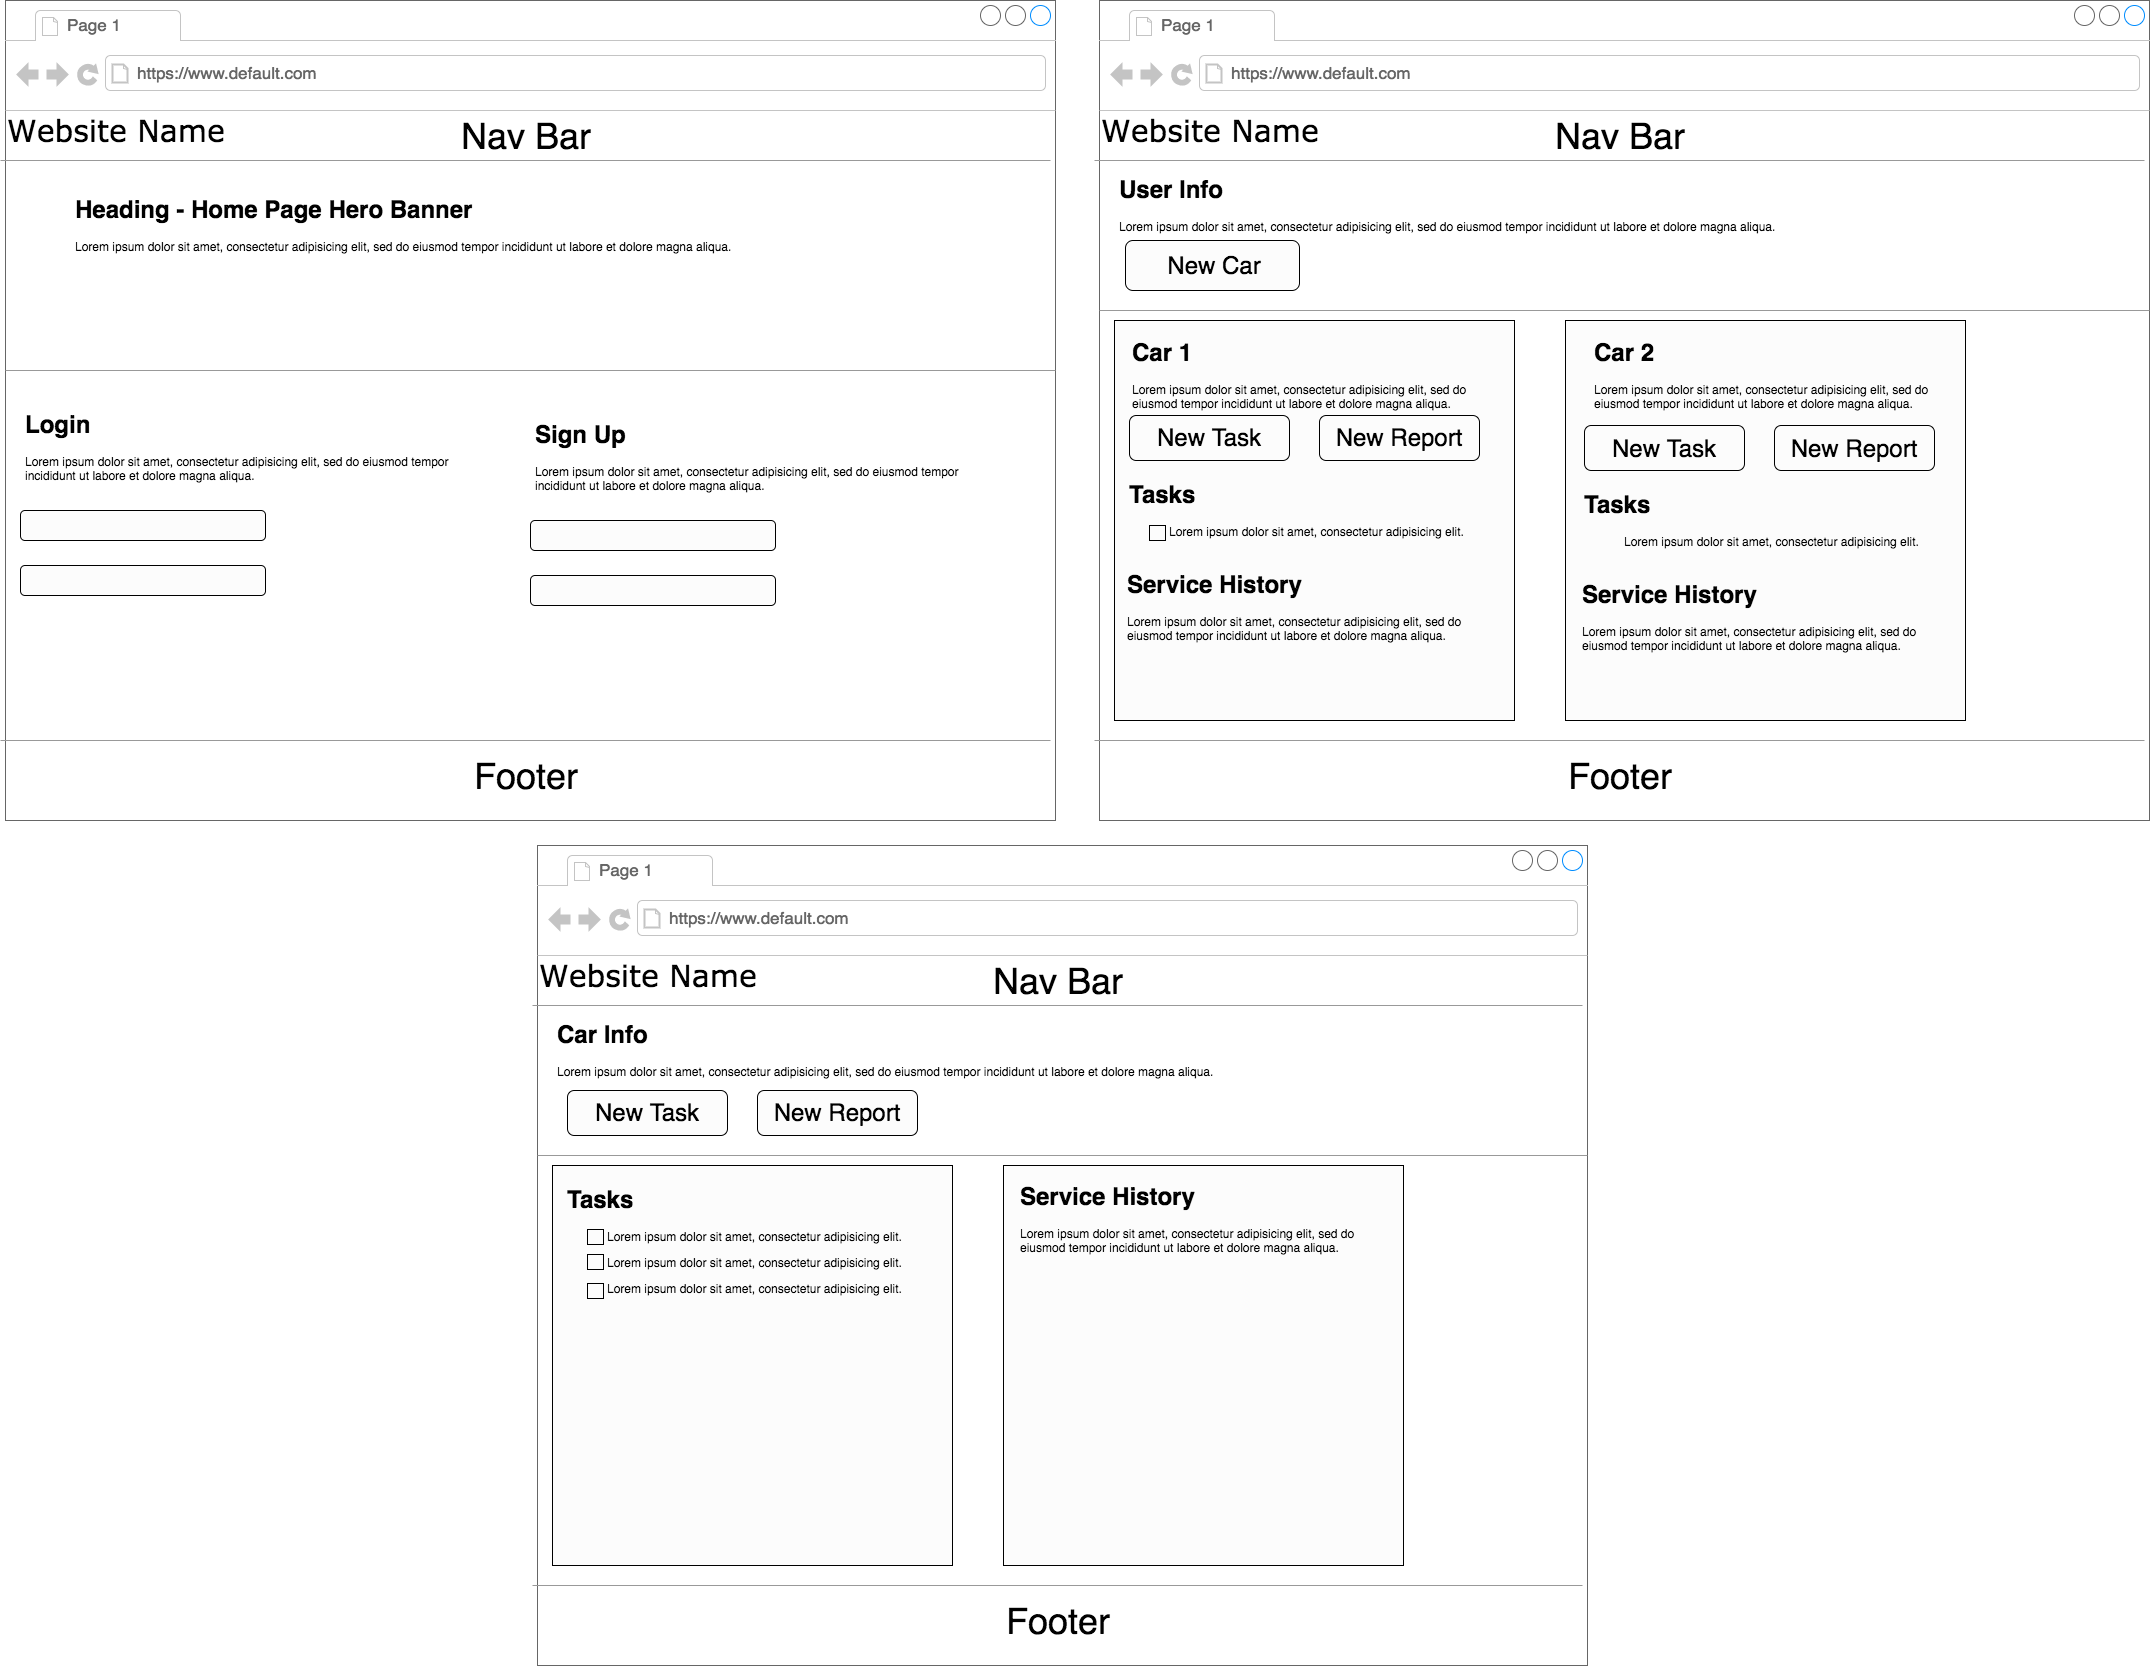 Page 1
https://www.default.com
Website Name
Nav Bar
Heading - Home Page Hero Banner
Lorem ipsum dolor sit amet, consectetur adipisicing elit, sed do eiusmod tempor incididunt ut labore et dolore magna aliqua.
Login
Lorem ipsum dolor sit amet, consectetur adipisicing elit, sed do eiusmod tempor
incididunt ut labore et dolore magna aliqua.
Sign Up
Lorem ipsum dolor sit amet, consectetur adipisicing elit, sed do eiusmod tempor
incididunt ut labore et dolore magna aliqua.
Footer
Page 1
https://www.default.com
Website Name
Nav Bar
User Info
Lorem ipsum dolor sit amet, consectetur adipisicing elit, sed do eiusmod tempor incididunt ut labore et dolore magna aliqua.
New Car
Car 1
Lorem ipsum dolor sit amet, consectetur adipisicing elit, sed do
eiusmod tempor incididunt ut labore et dolore magna aliqua.
New Task
New Report
Tasks
Lorem ipsum dolor sit amet, consectetur adipisicing elit.
Service History
Lorem ipsum dolor sit amet, consectetur adipisicing elit, sed do
eiusmod tempor incididunt ut labore et dolore magna aliqua.
Car 2
Lorem ipsum dolor sit amet, consectetur adipisicing elit, sed do
eiusmod tempor incididunt ut labore et dolore magna aliqua.
New Task
New Report
Tasks
Lorem ipsum dolor sit amet, consectetur adipisicing elit.
Service History
Lorem ipsum dolor sit amet, consectetur adipisicing elit, sed do
eiusmod tempor incididunt ut labore et dolore magna aliqua.
Footer
Page 1
https://www.default.com
Website Name
Nav Bar
Car Info
Lorem ipsum dolor sit amet, consectetur adipisicing elit, sed do eiusmod tempor incididunt ut labore et dolore magna aliqua.
New Task
New Report
Tasks
Lorem ipsum dolor sit amet, consectetur adipisicing elit.
Lorem ipsum dolor sit amet, consectetur adipisicing elit.
Lorem ipsum dolor sit amet, consectetur adipisicing elit.
Service History
Lorem ipsum dolor sit amet, consectetur adipisicing elit, sed do
eiusmod tempor incididunt ut labore et dolore magna aliqua.
Footer